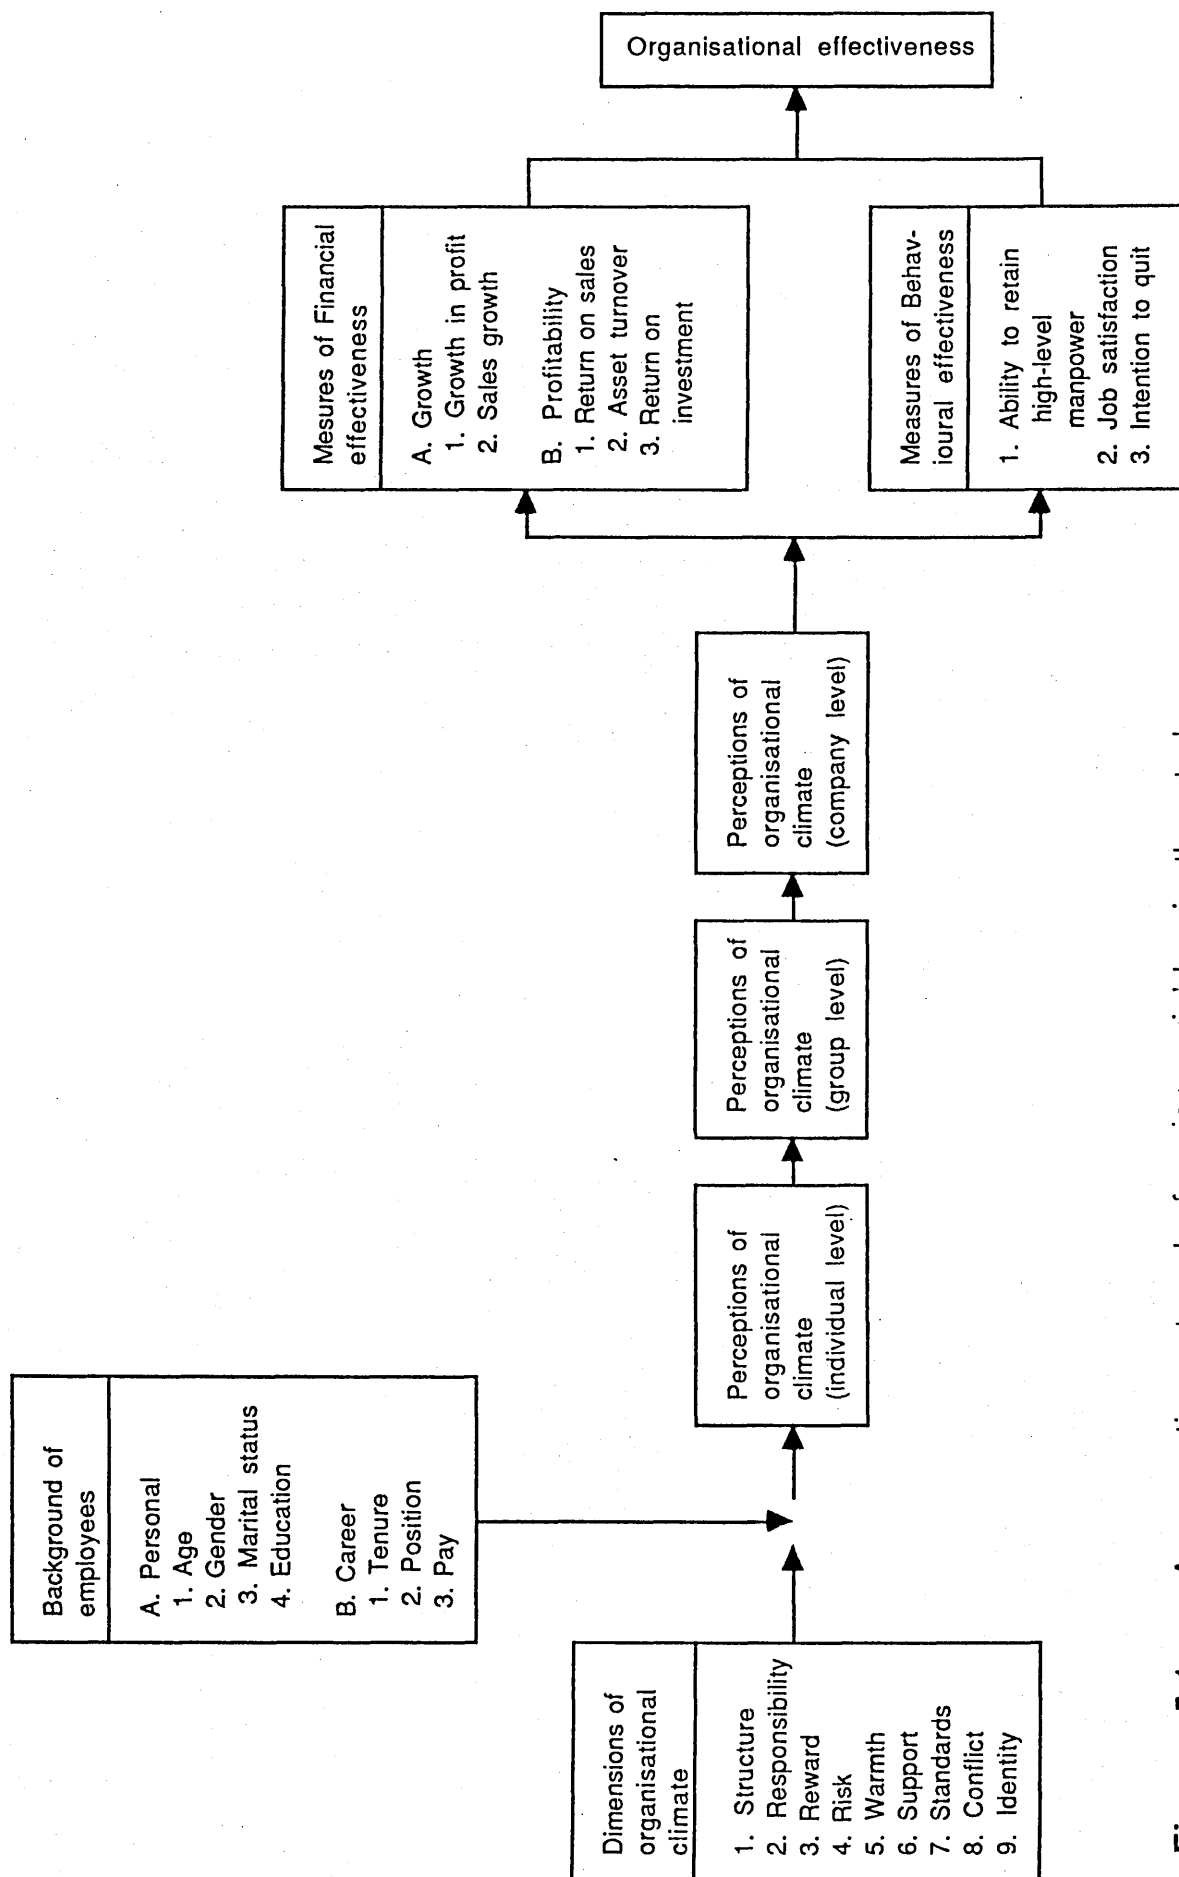 Organisational effectiveness
Mesures of Financial
effectiveness
A. Growth
1. Growth in profit
2. Sales growth
B. Profitability
1. Return on sales
2. Asset turnover
3. Return on
investment
Measures of Behav-
ioural effectiveness
1. Ability to retain
high-level
manpower
2. Job satisfaction
3. Intention to quit
Perceptions of
organisational
climate
(company level)
Perceptions of
organisational
climate
(group level)
Perceptions of
organisational
climate
(individual level)
Background of
employees
A. Personal
1. Age
2. Gender
3. Marital status
4. Education
B. Career
1. Tenure
2. Position
3. Pay
Dimensions of
organisational
climate
1. Structure
2. Responsibility
3. Reward
4. Risk
5. Warmth
6. Support
7. Standards
8. Conflict
9. Identity